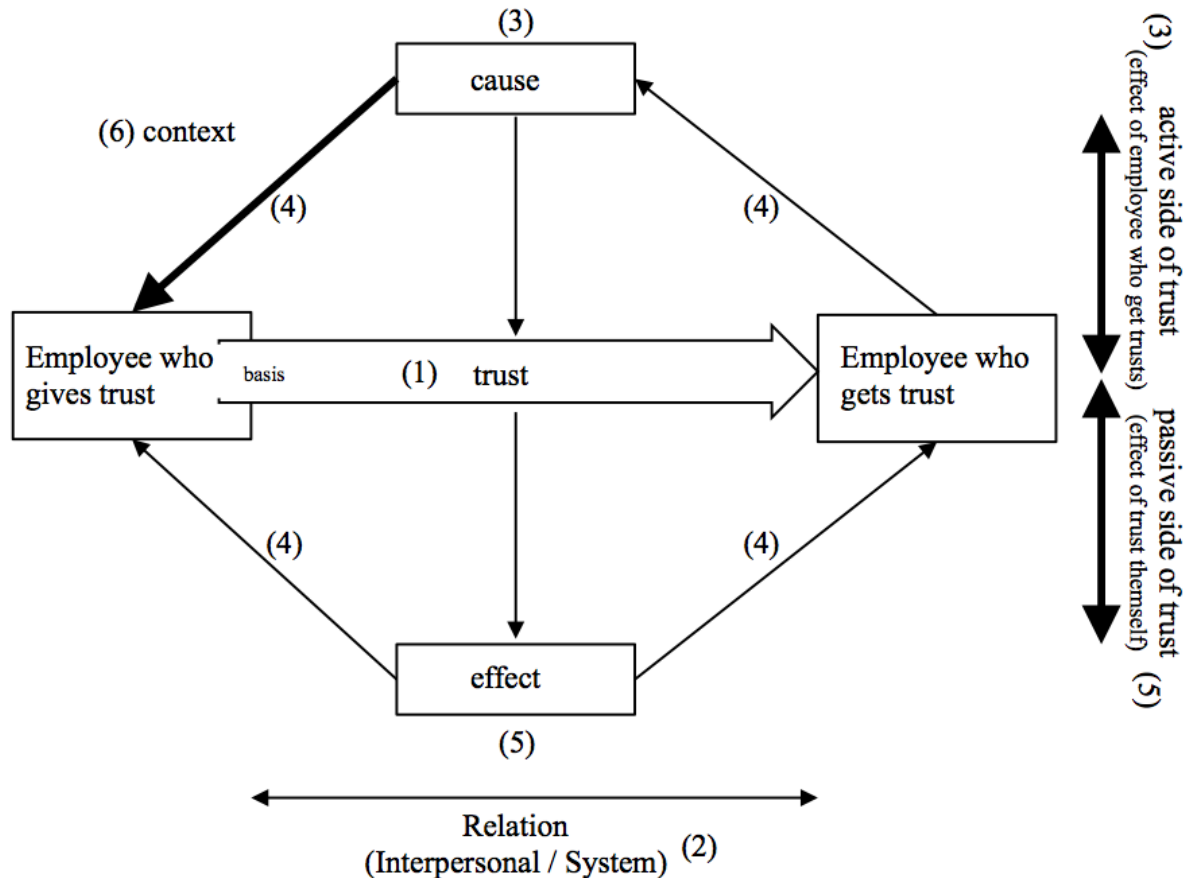 (3)
cause
(6) context
(4)
(4)
Employee who
gives trust
basis
(1)
trust
Employee who
gets trust
(4)
(4)
effect
(5)
Relation
(Interpersonal / System)
(2)
(3)
active side of trust
(effect of employee who get trusts)
passive side of trust
(effect of trust themself)
(5)